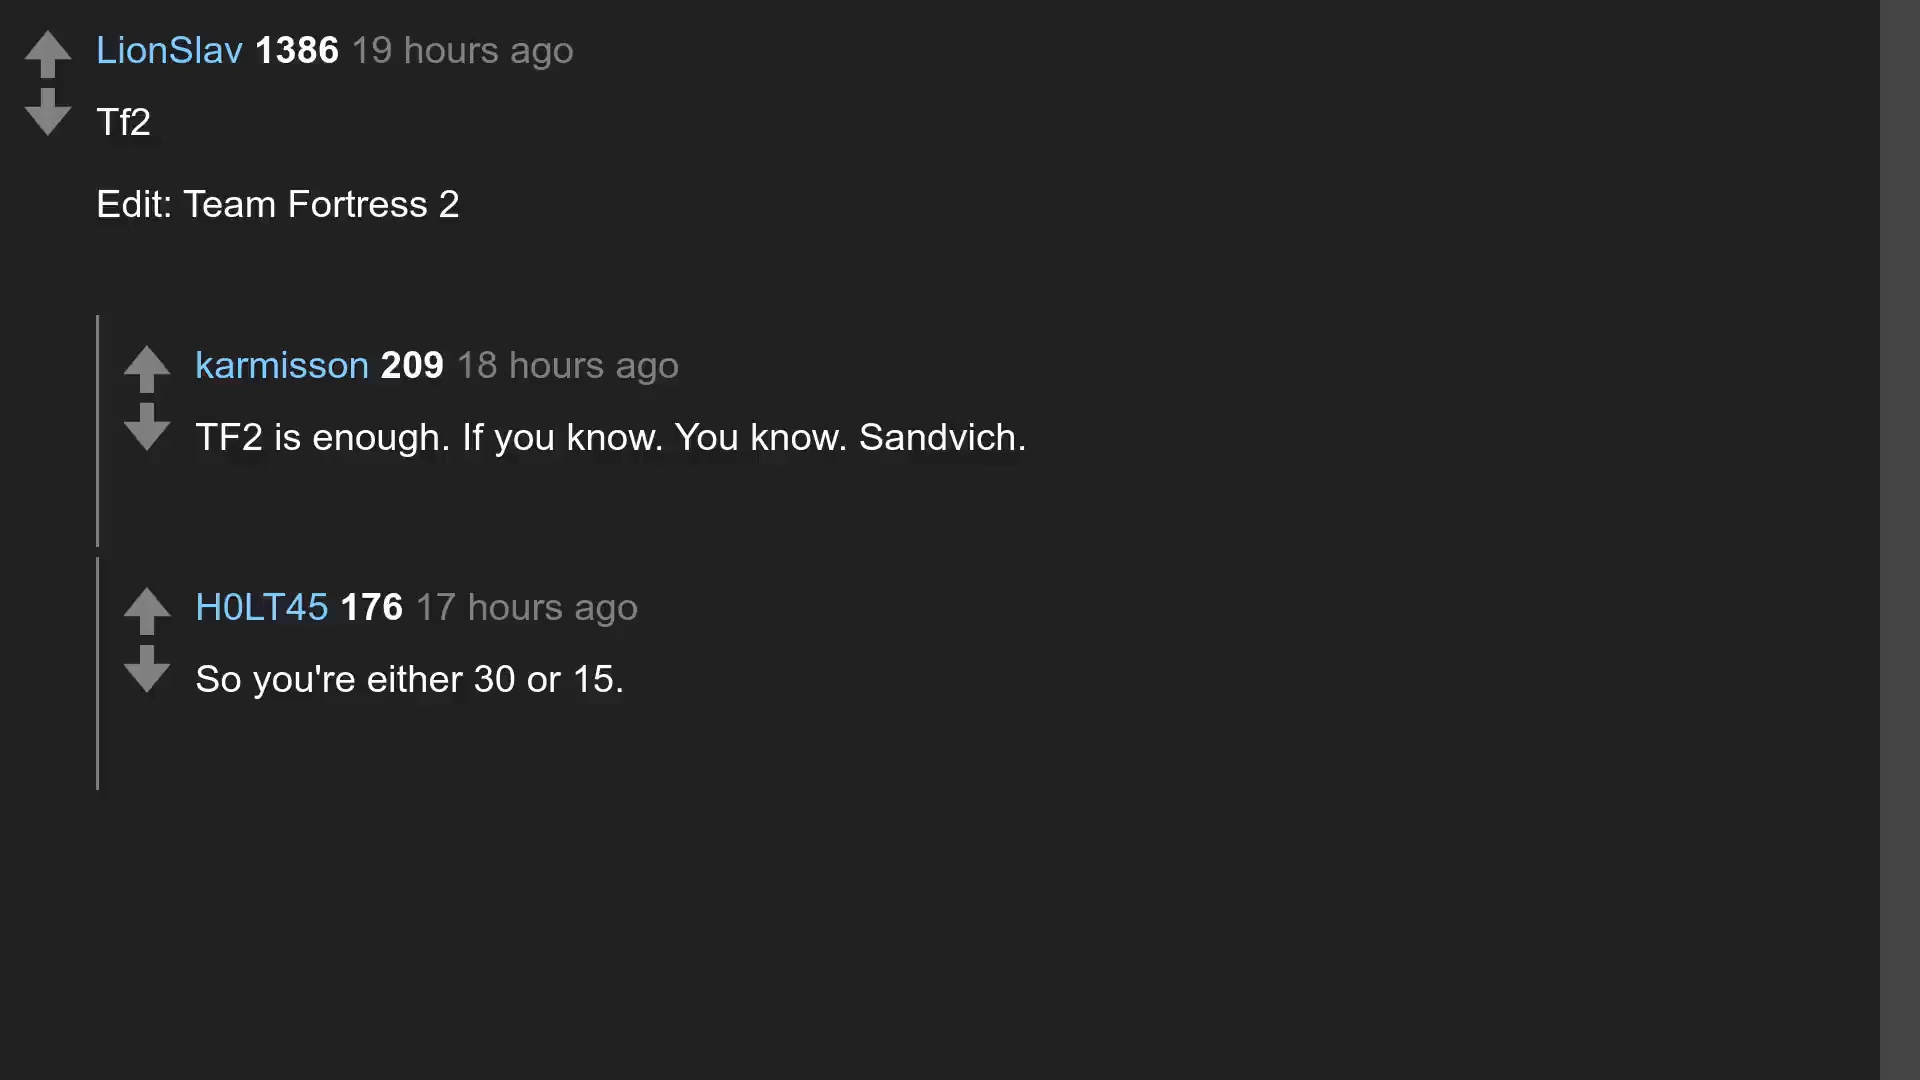 LionSlav 1386 19 hours ago
Tf2
Edit: Team Fortress 2
karmisson 209 18 hours ago
TF2 is enough. If you know. You know. Sandvich.
H0LT45 176 17 hours ago
So you're either 30 or 15.